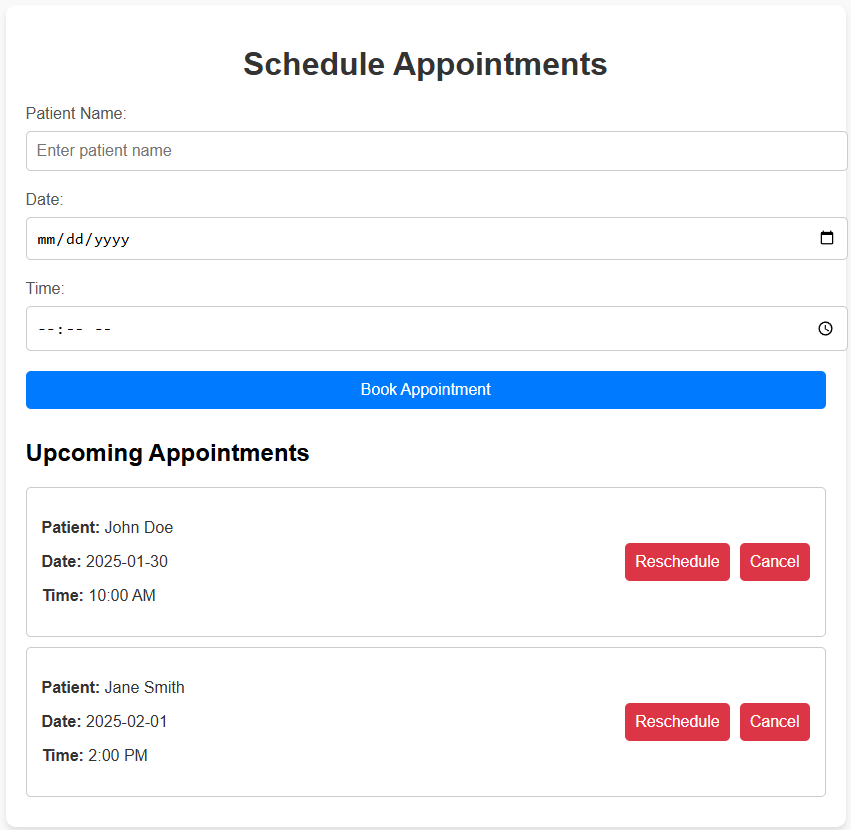 Schedule Appointments
Patient Name:
Enter patient name
Date:
mm/dd/yyyy
Time:
--:-- --
Book Appointment
Upcoming Appointments
Patient: John Doe
Date: 2025-01-30
Time: 10:00 AM
Reschedule Cancel
Patient: Jane Smith
Date: 2025-02-01
Time: 2:00 PM
Reschedule Cancel